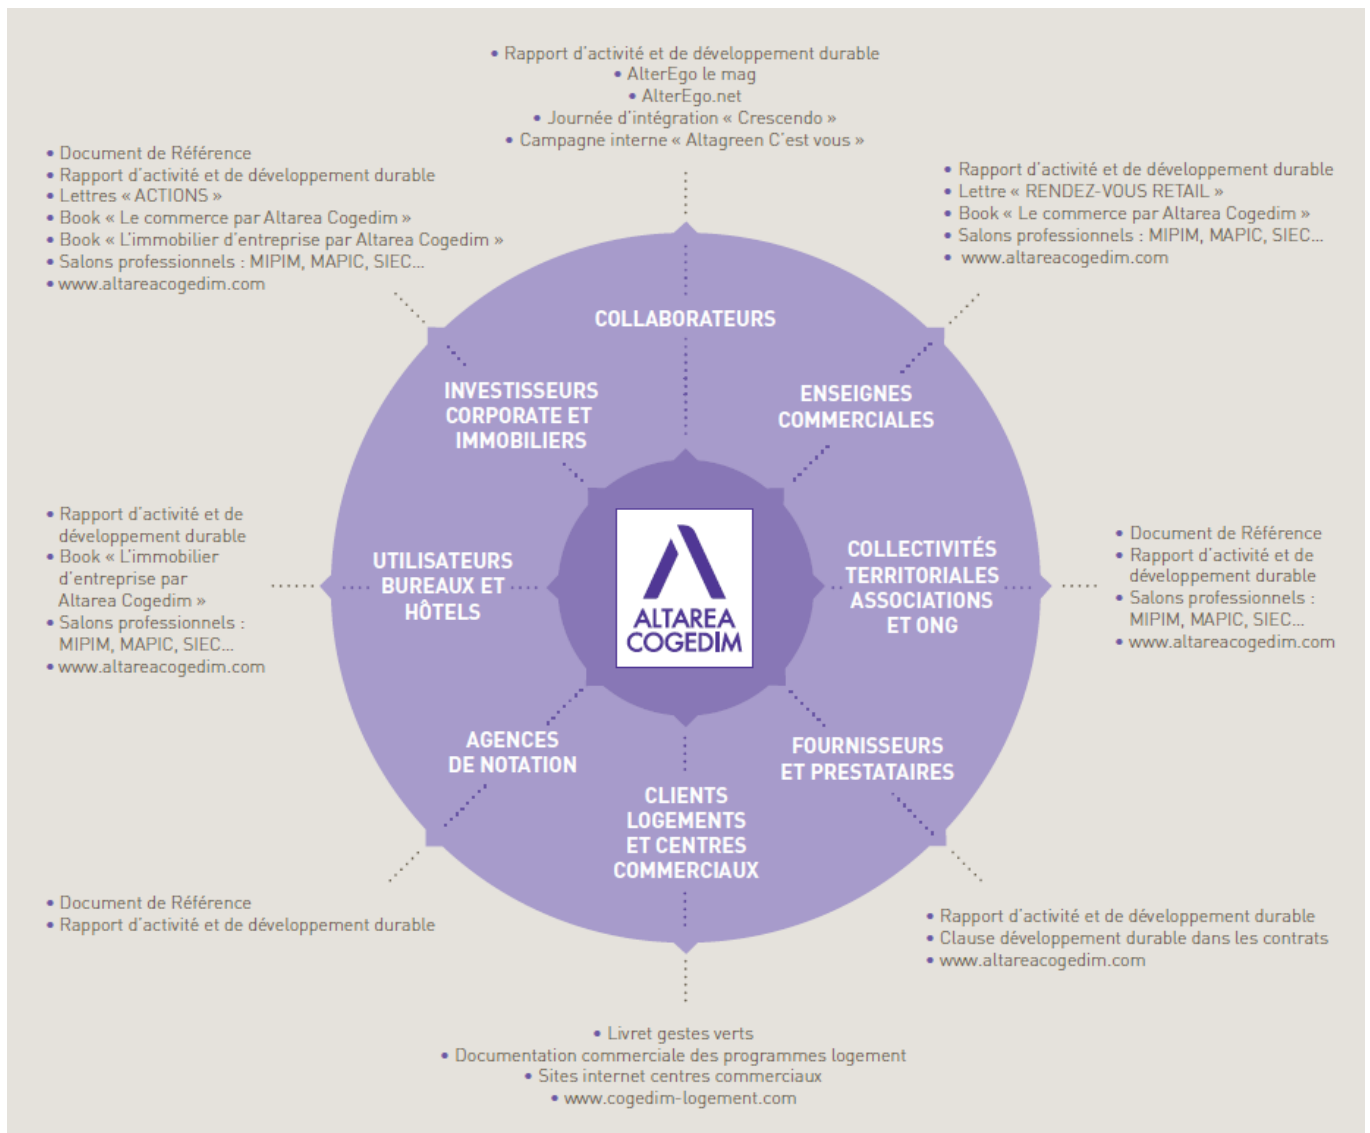 • Rapport d'activité et de développement durable
• AlterEgo le mag
• AlterEgo.net
• Journée d'intégration « Crescendo »
• Campagne interne « Altagreen C'est vous »
• Document de Référence
• Rapport d'activité et de développement durable
• Lettres « ACTIONS »
• Book « Le commerce par Altarea Cogedim »
• Book « L'immobilier d'entreprise par Altarea Cogedim »
• Salons professionnels : MIPIM, MAPIC, SIEC...
• www.altareacogedim.com
• Rapport d'activité et de développement durable
• Lettre « RENDEZ-VOUS RETAIL »
• Book « Le commerce par Altarea Cogedim »
• Salons professionnels : MIPIM, MAPIC, SIEC...
• www.altareacogedim.com
COLLABORATEURS
INVESTISSEURS
CORPORATE ET
IMMOBILIERS
ENSEIGNES
COMMERCIALES
• Rapport d'activité et de
développement durable
• Book « L'immobilier
d'entreprise par
Altarea Cogedim »
• Salons professionnels :
MIPIM, MAPIC, SIEC...
• www.altareacogedim.com
UTILISATEURS
BUREAUX ET
HÔTELS
ALTAREA
COGEDIM
COLLECTIVITÉS
TERRITORIALES
ASSOCIATIONS
ET ONG
• Document de Référence
• Rapport d'activité et de
développement durable
• Salons professionnels :
MIPIM, MAPIC, SIEC...
• www.altareacogedim.com
AGENCES
DE NOTATION
FOURNISSEURS
ET PRESTATAIRES
CLIENTS
LOGEMENTS
ET CENTRES
COMMERCIAUX
• Document de Référence
• Rapport d'activité et de développement durable
• Rapport d'activité et de développement durable
• Clause développement durable dans les contrats
• www.altareacogedim.com
• Livret gestes verts
• Documentation commerciale des programmes logement
• Sites internet centres commerciaux
• www.cogedim-logement.com